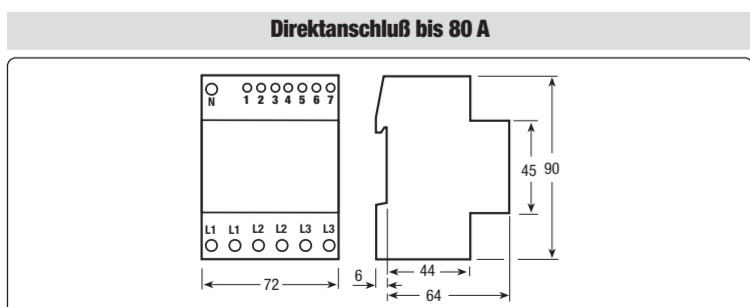 Direktanschluß bis 80 A
N 1 2 3 4 5 6 7
45 90
L1 L1 L2 L2 L3 L3
72 6 44
64